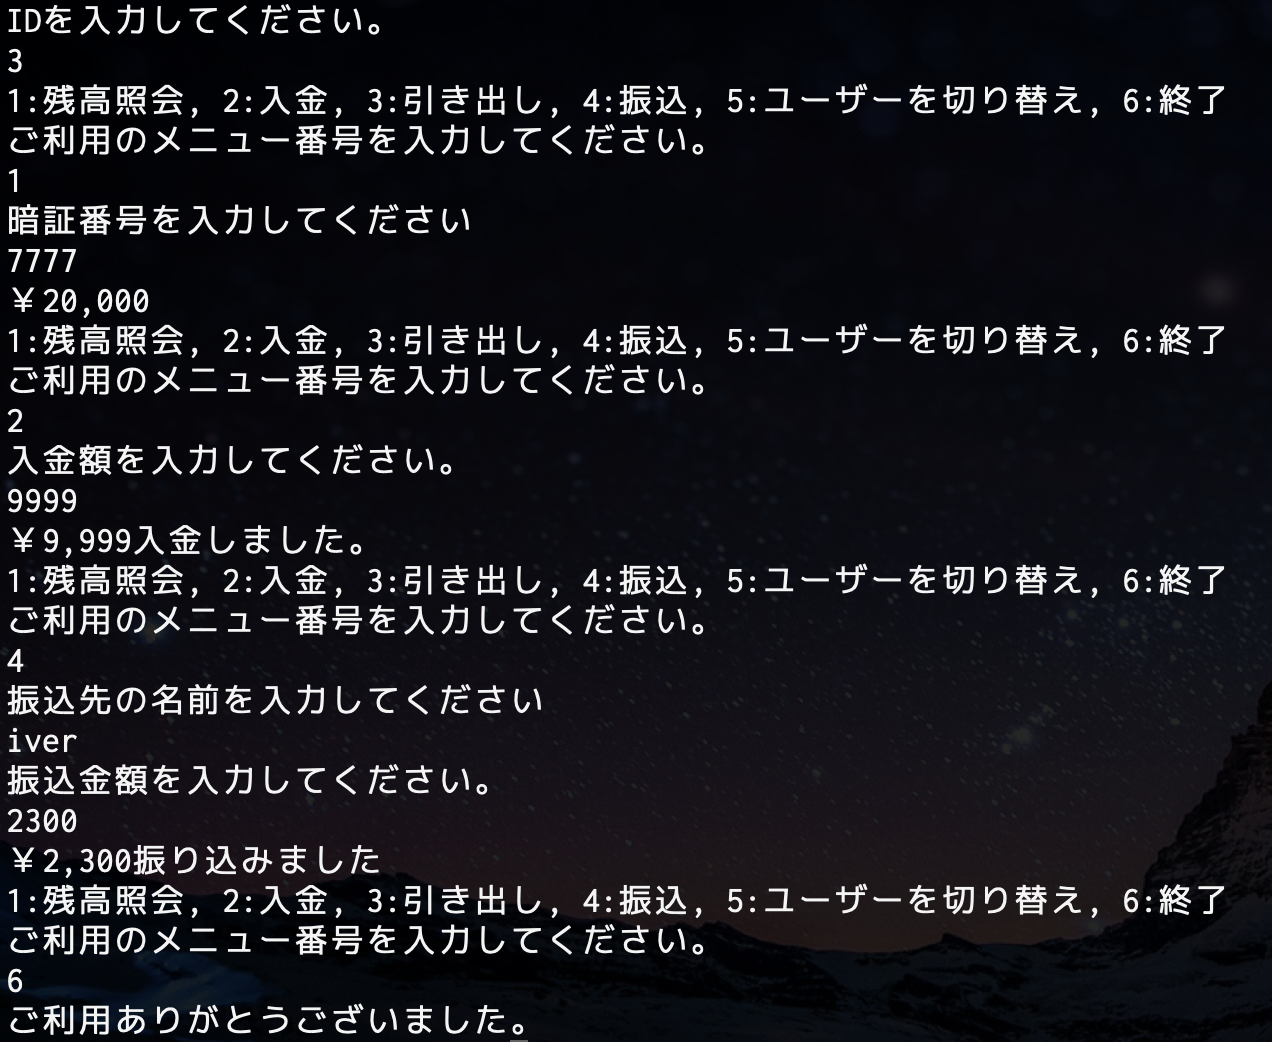 IDを入力してください。
3
1:残高照会, 2:入金, 3:引き出し, 4:振込, 5:ユーザーを切り替え, 6:終了
ご利用のメニュー番号を入力してください。
1
暗証番号を入力してください
7777
￥20,000
1:残高照会, 2:入金, 3:引き出し, 4:振込, 5:ユーザーを切り替え, 6:終了
ご利用のメニュー番号を入力してください。
2
入金額を入力してください。
9999
￥9,999入金しました。
1:残高照会, 2:入金, 3:引き出し, 4:振込, 5:ユーザーを切り替え, 6:終了
ご利用のメニュー番号を入力してください。
4
振込先の名前を入力してください
iver
振込金額を入力してください。
2300
￥2,300振り込みました
1:残高照会, 2:入金, 3:引き出し, 4:振込, 5:ユーザーを切り替え, 6:終了
ご利用のメニュー番号を入力してください。
6
ご利用ありがとうございました。